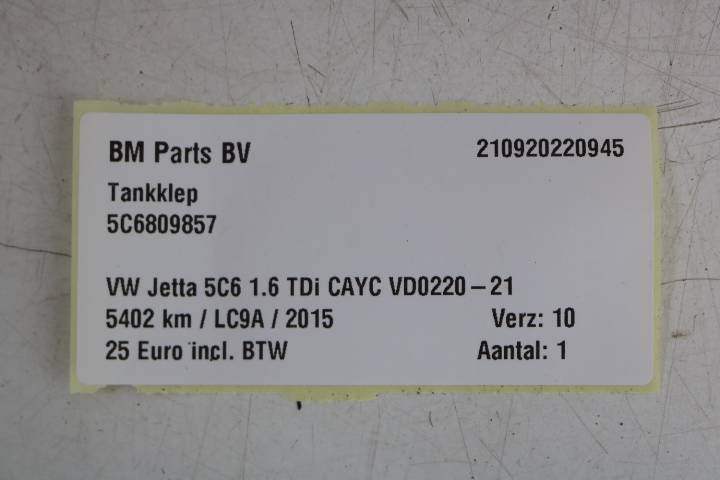 BM Parts BV 210920220945
Tankklep
5C6809857
VW Jetta 5C6 1.6 TDi CAYC VD0220-21
5402 km / LC9A / 2015 Verz: 10
25 Euro incl. BTW Aantal: 1